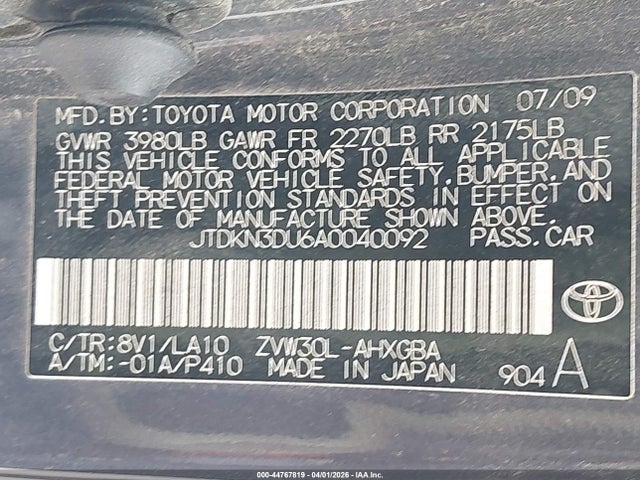 MFD. BY: TOYOTA MOTOR CORPORATION 07/09
GVWR 3980LB GAWR FR 2270LB RR 2175LB
THIS VEHICLE CONFORMS TO ALL APPLICABLE
FEDERAL MOTOR VEHICLE SAFETY, BUMPER, AND
THEFT PREVENTION STANDARDS IN EFFECT ON
THE DATE OF MANUFACTURE SHOWN ABOVE.
JTDKN3DU6A0040092 PASS. CAR
C/TR: 8V1/LA10 ZVW30L-AHXGBA
A/TM: -01A/P410 MADE IN JAPAN 904 A
TOYOTA
000-44767819 - 04/01/2026 - IAAI.COM